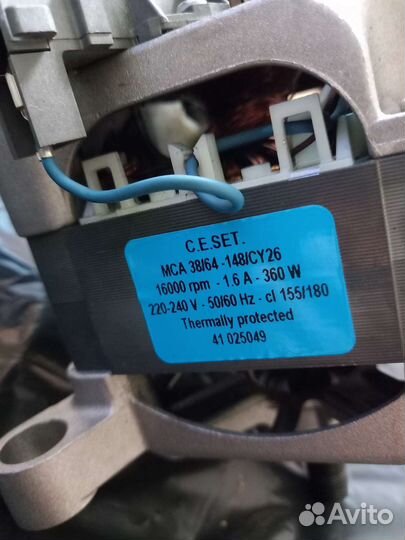 C.E.SET.
MCA 38/64 -148/CY26
16000 rpm - 1.6 A - 360 W
220-240 V - 50/60 Hz - cl 155/180
Thermally protected
41 025049
Avito